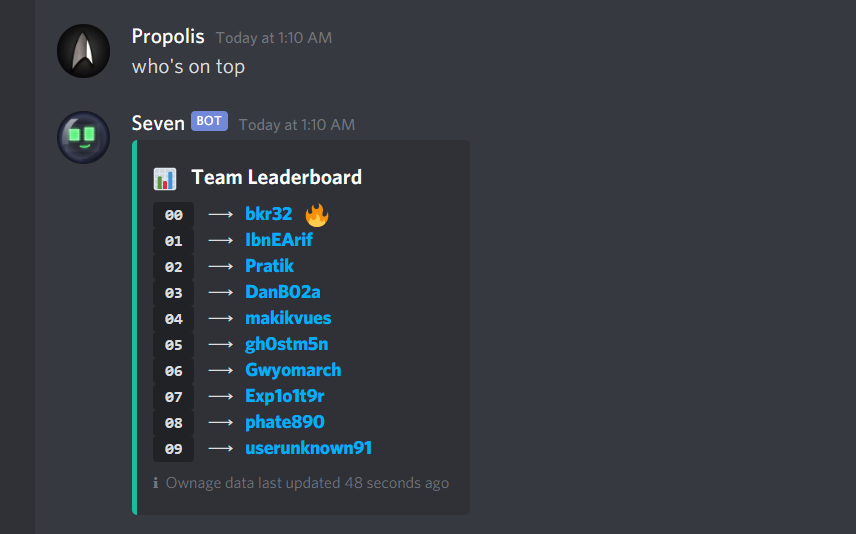 Propolis Today at 1:10 AM
who's on top
Seven BOT Today at 1:10 AM
Team Leaderboard
00 → bkr32 🔥
01 → IbnEArif
02 → Pratik
03 → DanB02a
04 → makikvues
05 → gh0stm5n
06 → Gwyomarch
07 → Exp1o1t9r
08 → phate890
09 → userunknown91
ℹ Ownage data last updated 48 seconds ago